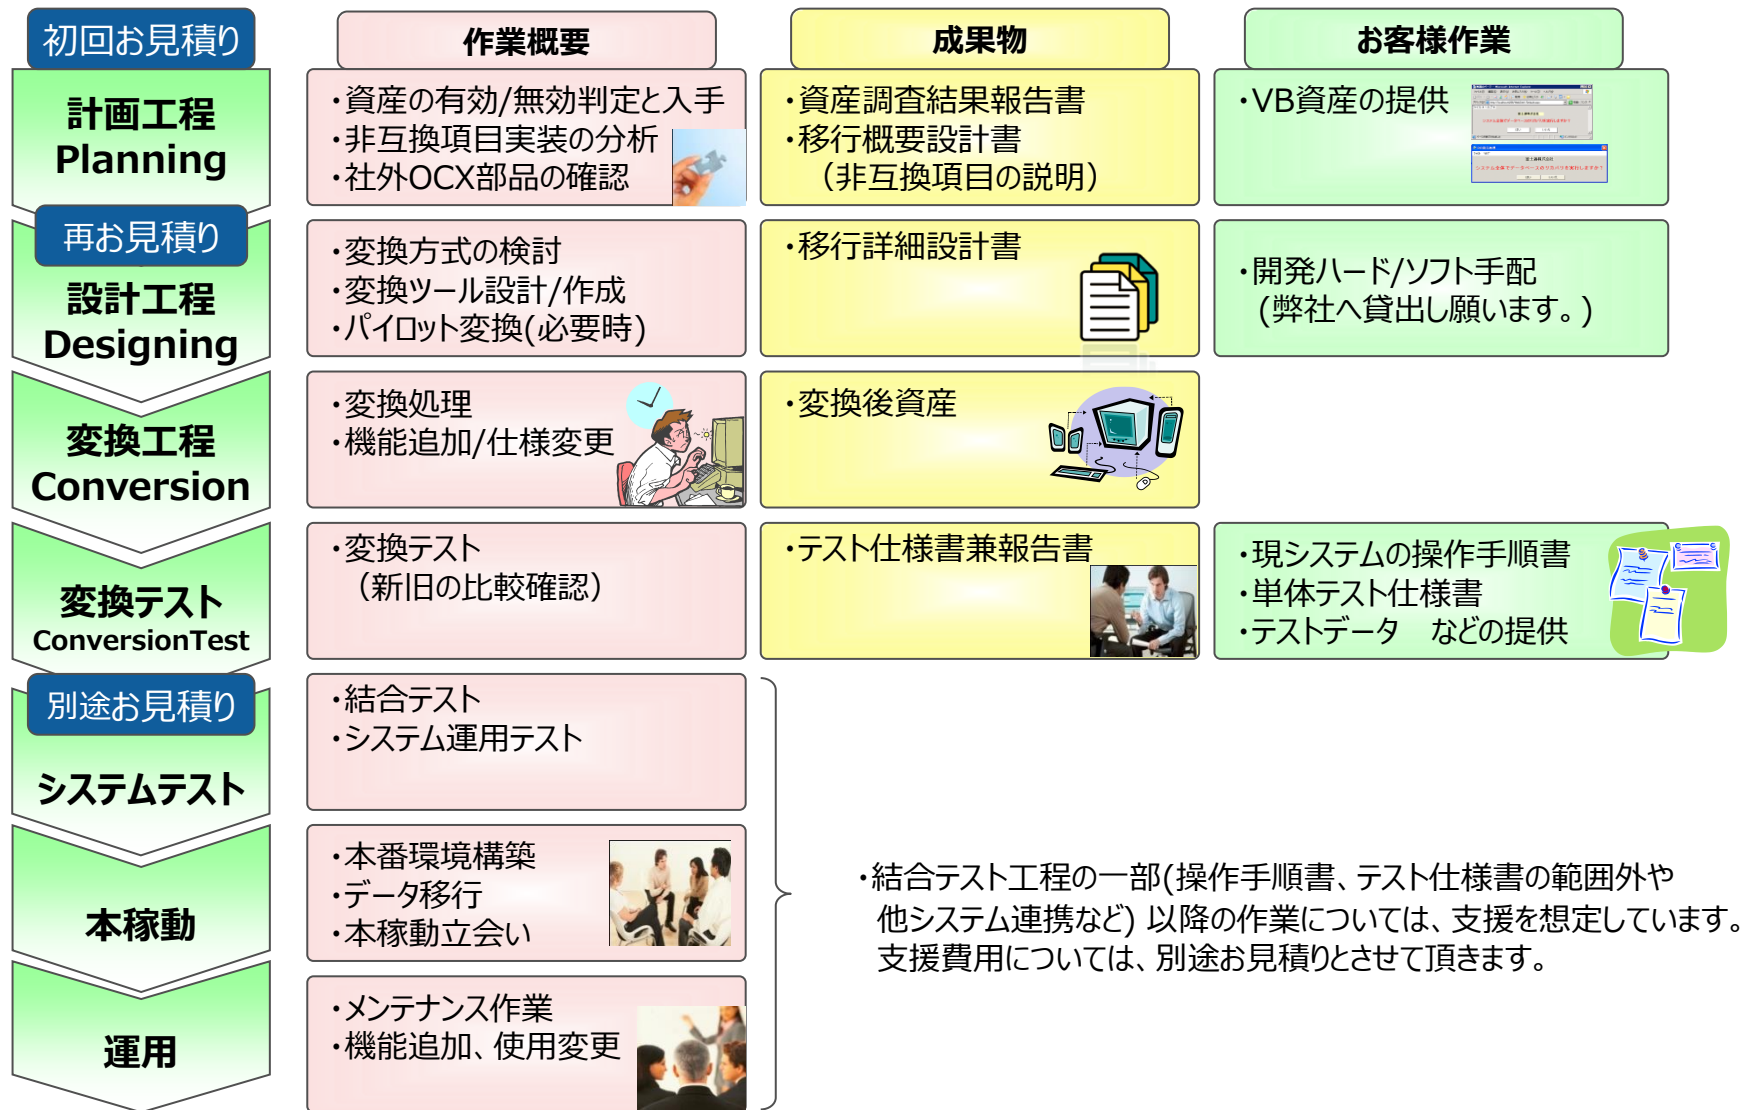 初回お見積り
作業概要
成果物
お客様作業
計画工程
Planning
・資産の有効/無効判定と入手
・非互換項目実装の分析
・社外OCX部品の確認
・資産調査結果報告書
・移行概要設計書
（非互換項目の説明）
・VB資産の提供
再お見積り
設計工程
Designing
・変換方式の検討
・変換ツール設計/作成
・パイロット変換(必要時)
・移行詳細設計書
・開発ハード/ソフト手配
(弊社へ貸出し願います。)
変換工程
Conversion
・変換処理
・機能追加/仕様変更
・変換後資産
変換テスト
ConversionTest
・変換テスト
（新旧の比較確認）
・テスト仕様書兼報告書
・現システムの操作手順書
・単体テスト仕様書
・テストデータ　などの提供
別途お見積り
システムテスト
・結合テスト
・システム運用テスト
本稼動
・本番環境構築
・データ移行
・本稼動立会い
・結合テスト工程の一部(操作手順書、テスト仕様書の範囲外や
他システム連携など) 以降の作業については、支援を想定しています。
支援費用については、別途お見積りとさせて頂きます。
運用
・メンテナンス作業
・機能追加、使用変更